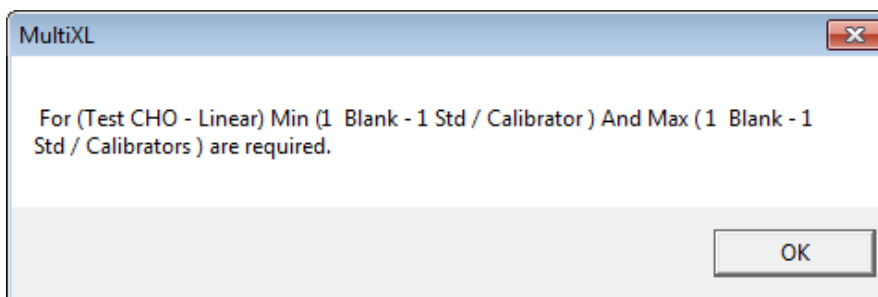 MultiXL
For (Test CHO - Linear) Min (1  Blank - 1 Std / Calibrator ) And Max ( 1  Blank - 1
Std / Calibrators ) are required.
OK